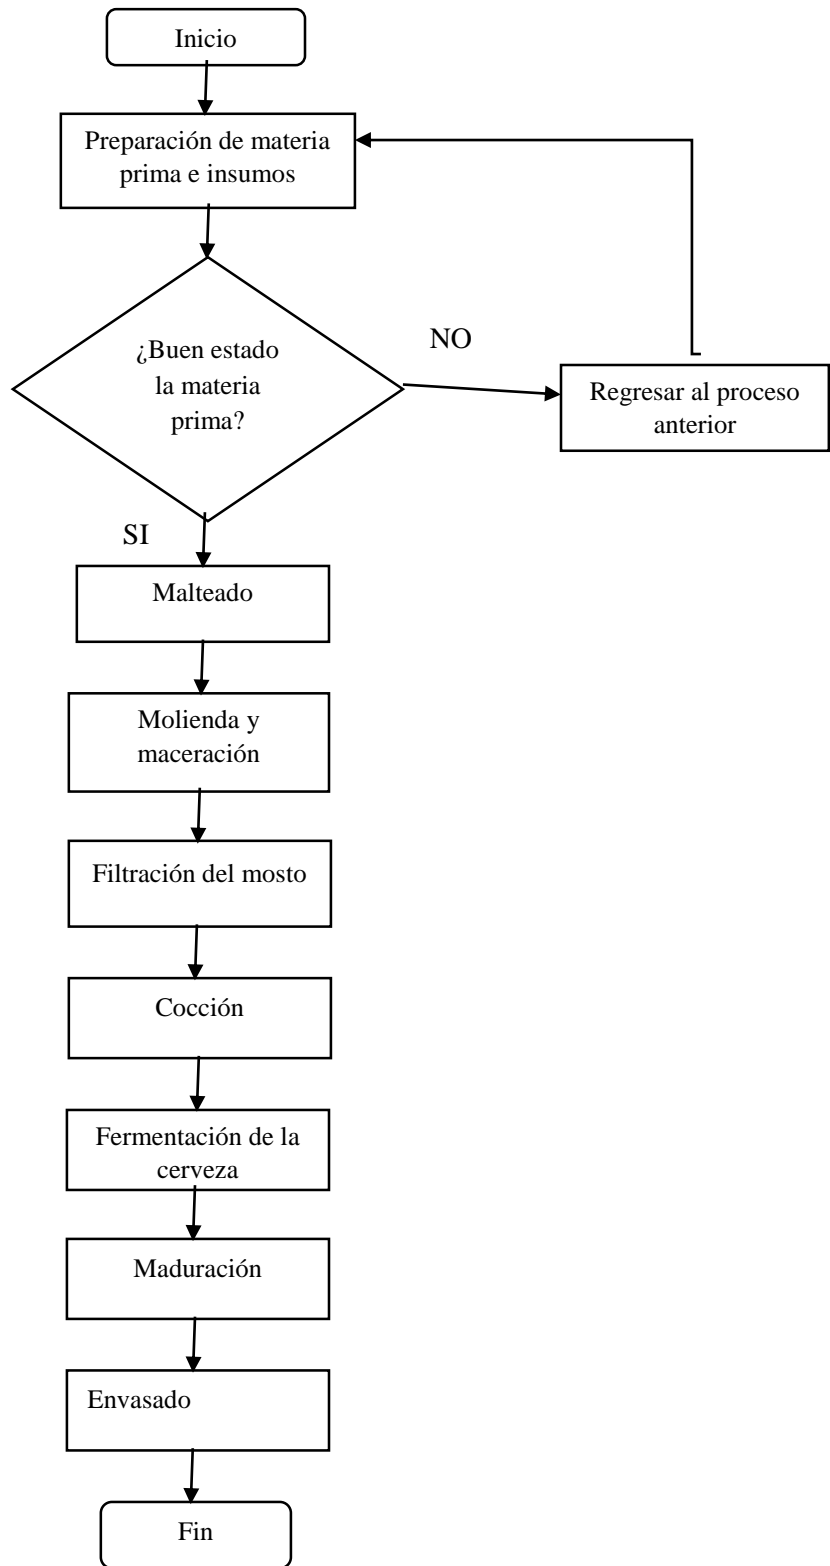 Inicio
Preparación de materia
prima e insumos
¿Buen estado
la materia
prima?
NO
Regresar al proceso
anterior
SI
Malteado
Molienda y
maceración
Filtración del mosto
Cocción
Fermentación de la
cerveza
Maduración
Envasado
Fin